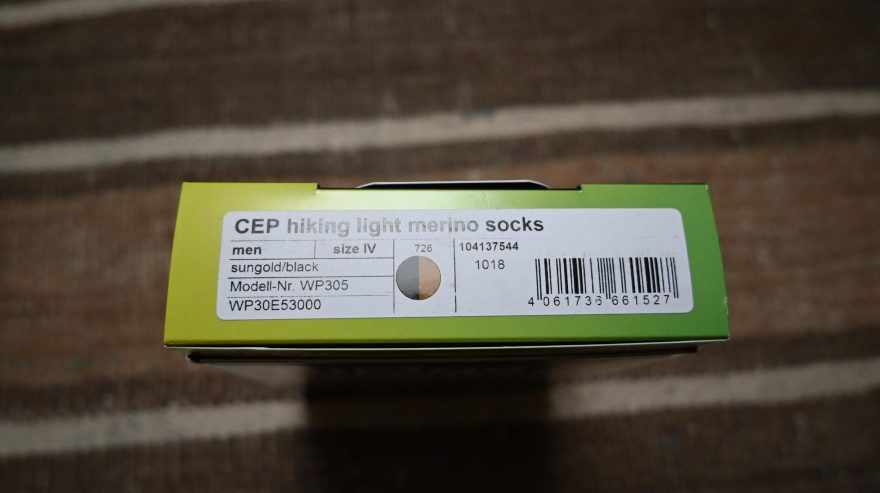 CEP hiking light merino socks
men size IV 726 104137544
sungold/black 1018
Modell-Nr. WP305
WP30E53000
4 061736 661527